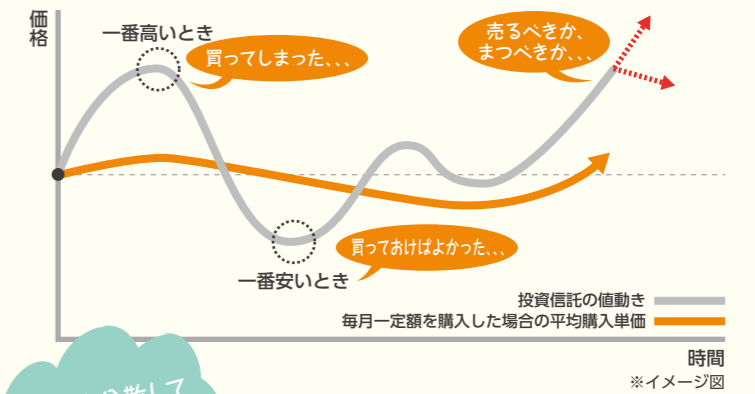 価格
一番高いとき
買ってしまった、、、
売るべきか、
まつべきか、、、
買っておけばよかった、、、
一番安いとき
投資信託の値動き
毎月一定額を購入した場合の平均購入単価
時間
※イメージ図
散して